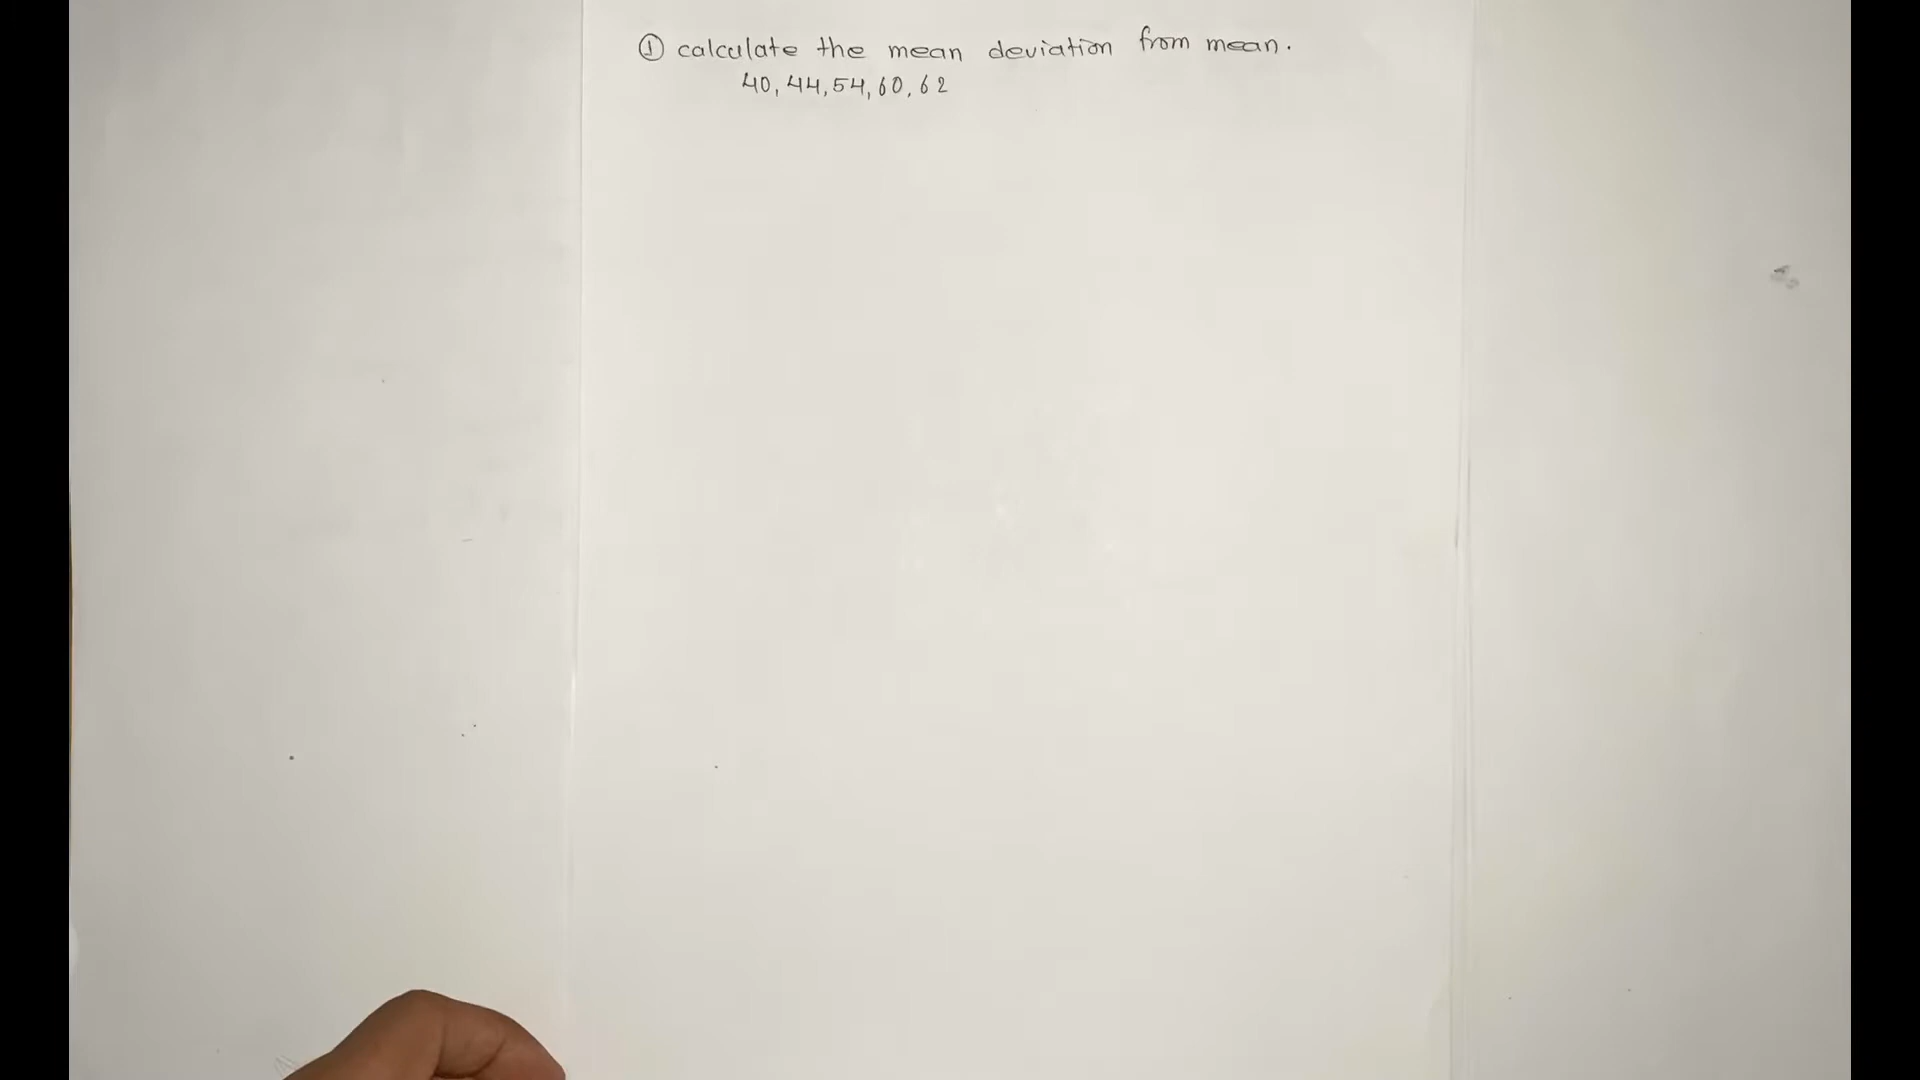 ① calculate the mean deviation from mean.
40, 44, 54, 60, 62